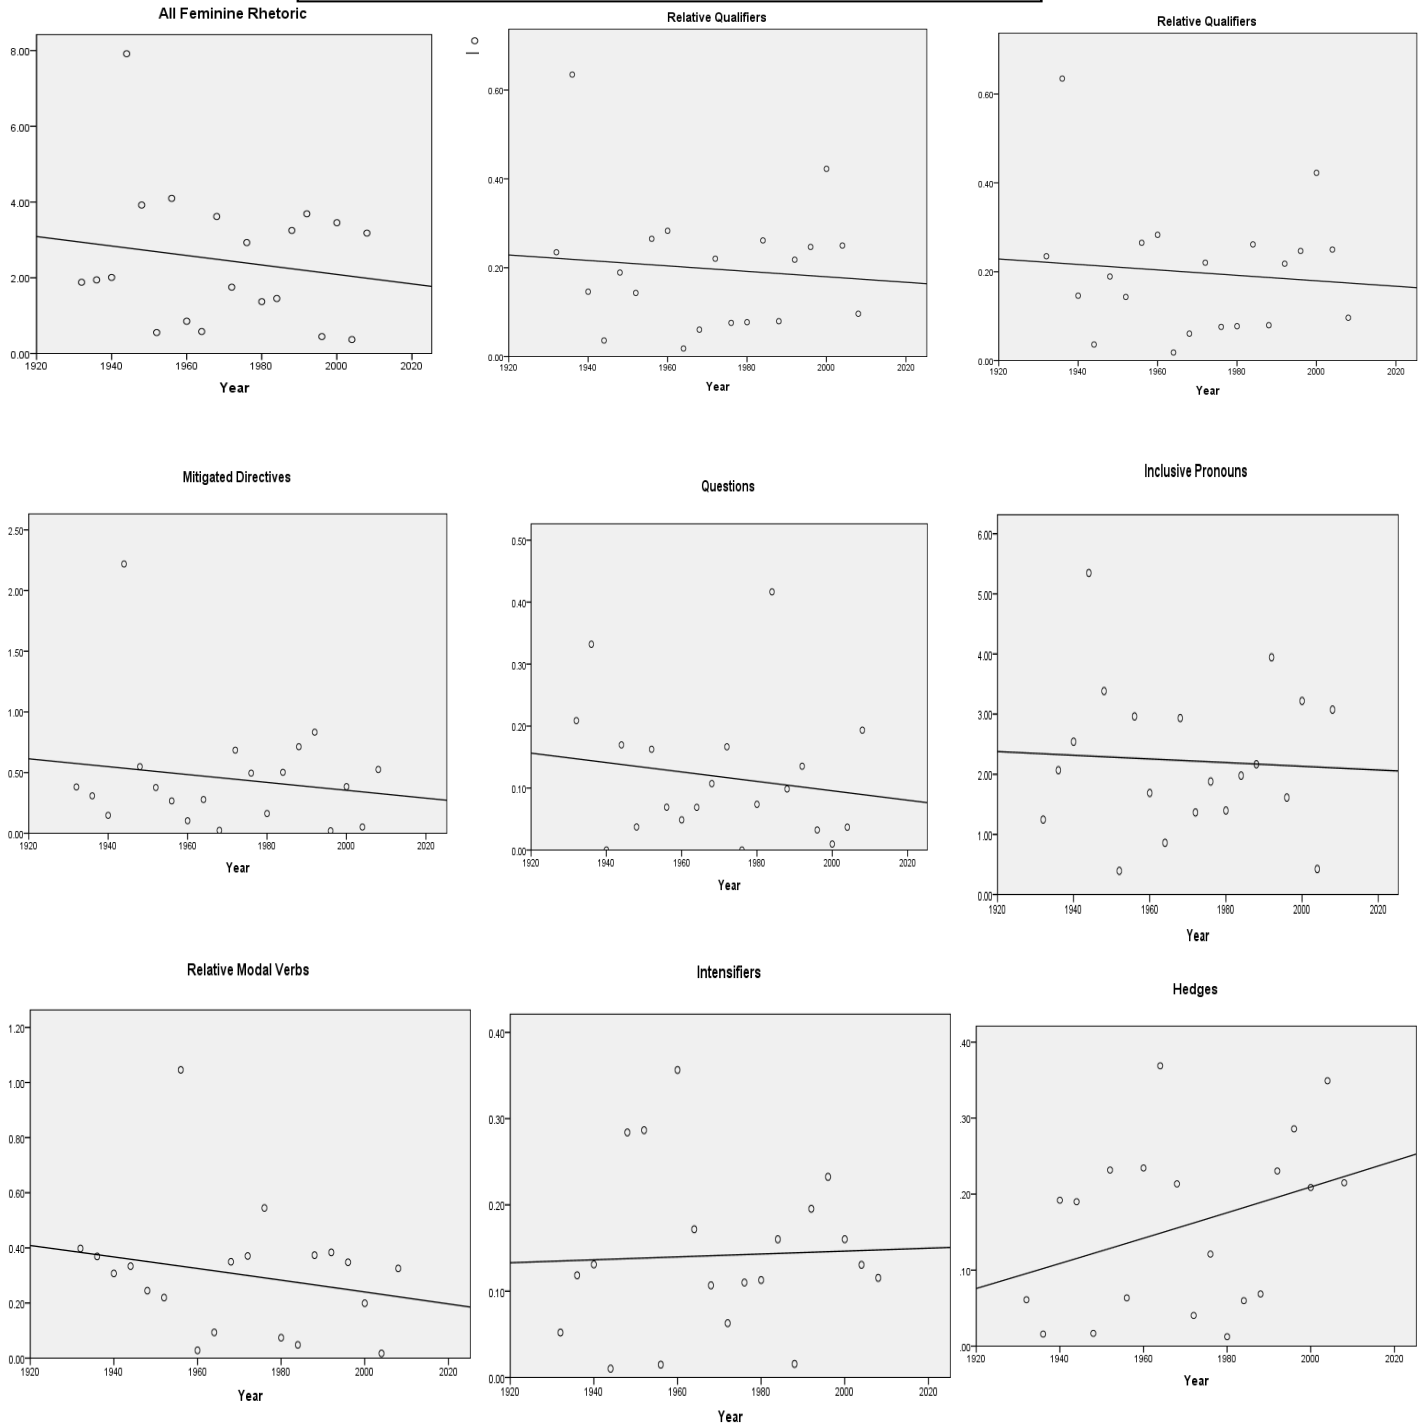 All Feminine Rhetoric
8.00
6.00
4.00
2.00
0.00
1920 1940 1960 1980 2000 2020
Year
Relative Qualifiers
0.60
0.40
0.20
0.00
1920 1940 1960 1980 2000 2020
Year
Relative Qualifiers
0.60
0.40
0.20
0.00
1920 1940 1960 1980 2000 2020
Year
Mitigated Directives
2.50
2.00
1.50
1.00
0.50
0.00
1920 1940 1960 1980 2000 2020
Year
Questions
0.50
0.40
0.30
0.20
0.10
0.00
1920 1940 1960 1980 2000 2020
Year
Inclusive Pronouns
6.00
5.00
4.00
3.00
2.00
1.00
0.00
1920 1940 1960 1980 2000 2020
Year
Relative Modal Verbs
1.20
1.00
0.80
0.60
0.40
0.20
0.00
1920 1940 1960 1980 2000 2020
Year
Intensifiers
0.40
0.30
0.20
0.10
0.00
1920 1940 1960 1980 2000 2020
Year
Hedges
.40
.30
.20
.10
.00
1920 1940 1960 1980 2000 2020
Year